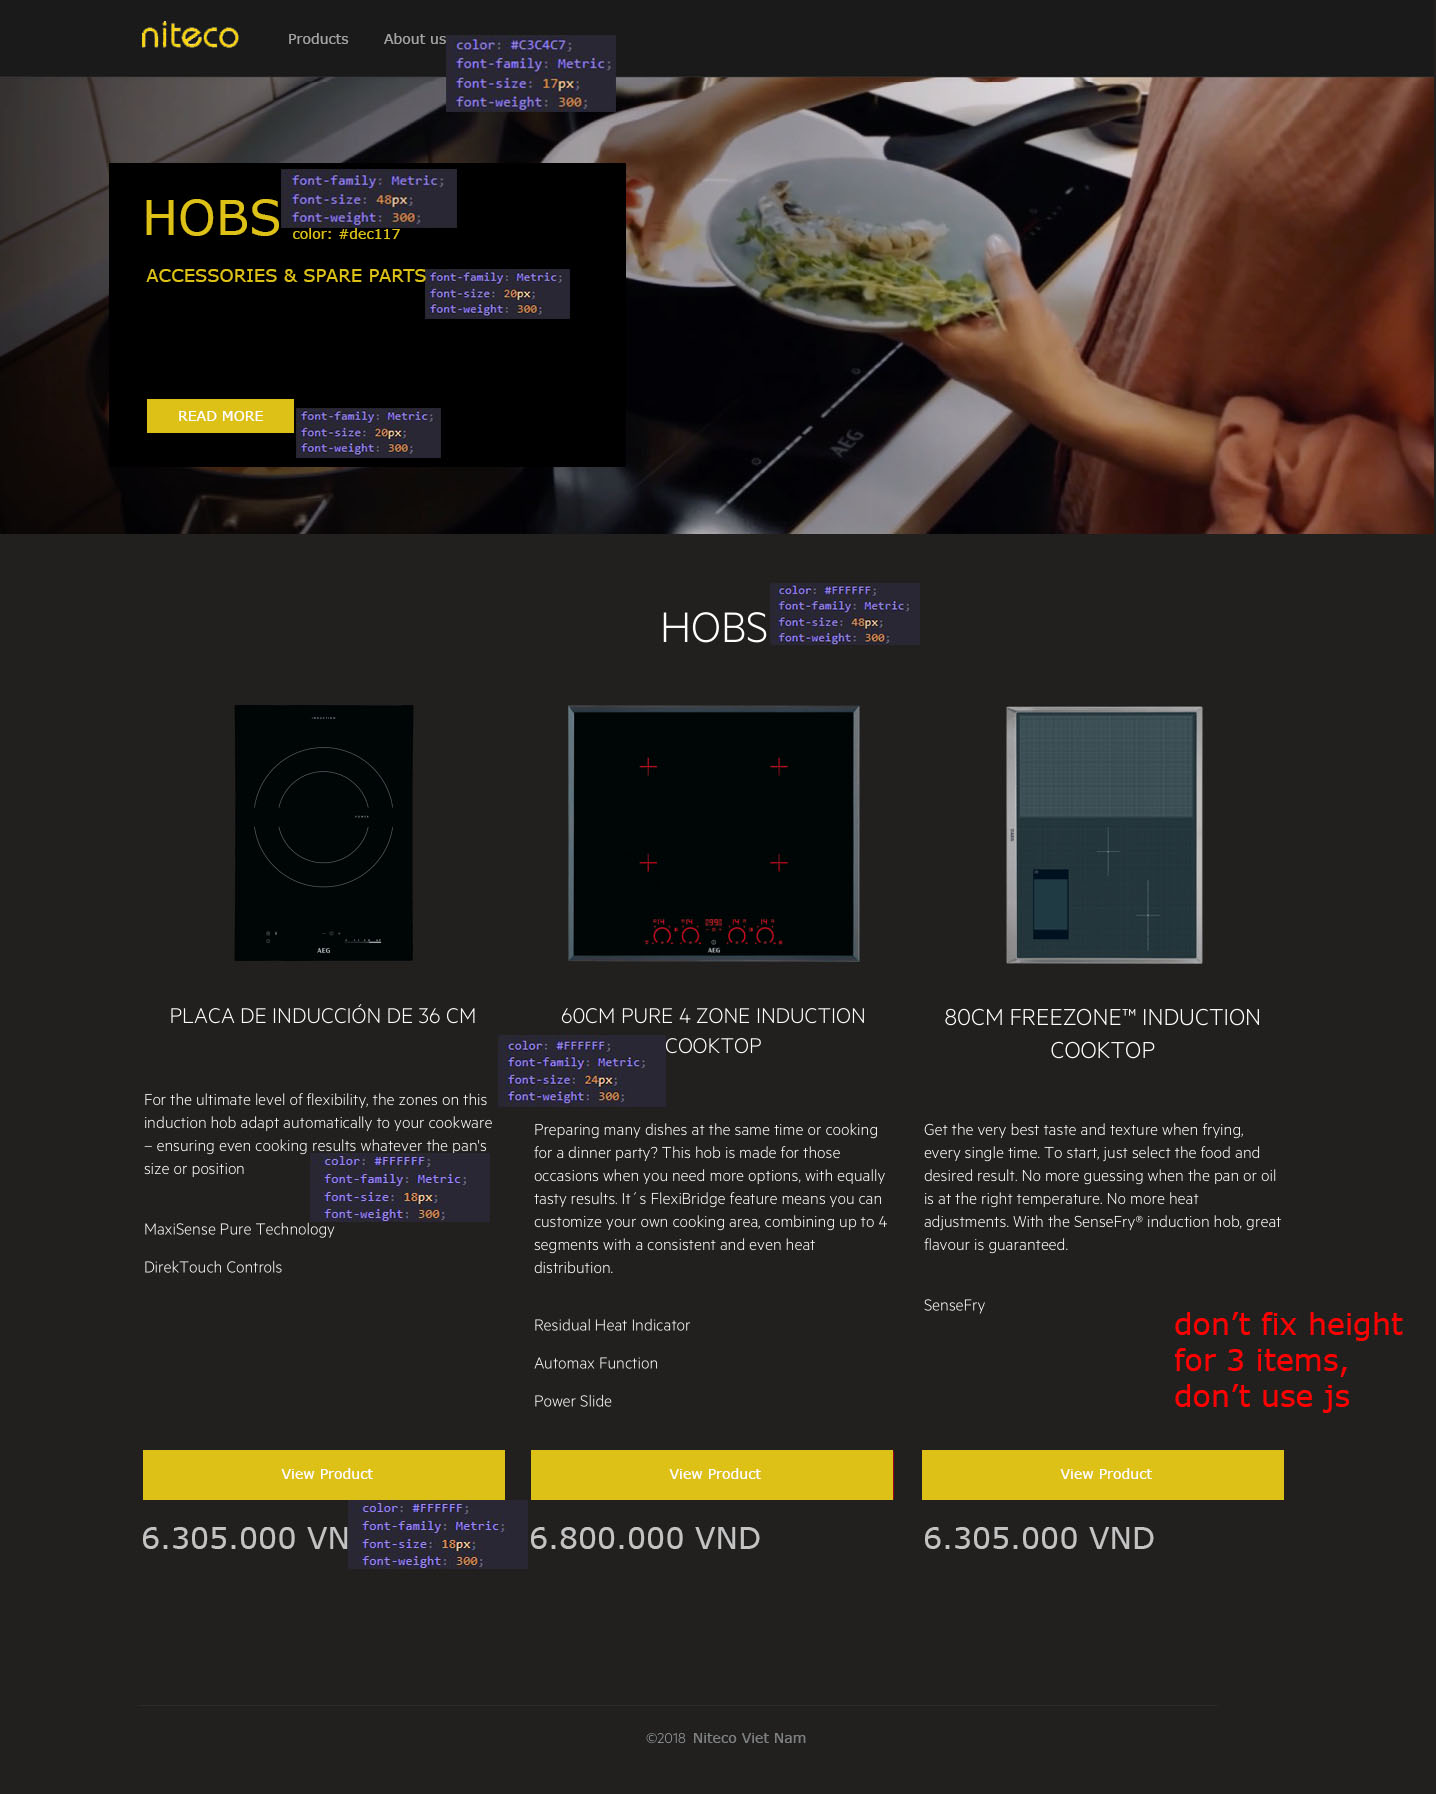 niteco
Products
About us
color: #C3C4C7;
font-family: Metric;
font-size: 17px;
font-weight: 300;
HOBS
font-family: Metric;
font-size: 48px;
font-weight: 300;
color: #dec117
ACCESSORIES & SPARE PARTS
font-family: Metric;
font-size: 20px;
font-weight: 300;
READ MORE
font-family: Metric;
font-size: 20px;
font-weight: 300;
AEG
HOBS
color: #FFFFFF;
font-family: Metric;
font-size: 48px;
font-weight: 300;
INDUCTION
POWER
AEG
AEG
PLACA DE INDUCCIÓN DE 36 CM
For the ultimate level of flexibility, the zones on this
induction hob adapt automatically to your cookware
– ensuring even cooking results whatever the pan's
size or position
color: #FFFFFF;
font-family: Metric;
font-size: 18px;
font-weight: 300;
MaxiSense Pure Technology
DirekTouch Controls
View Product
6.305.000 VN
color: #FFFFFF;
font-family: Metric;
font-size: 18px;
font-weight: 300;
60CM PURE 4 ZONE INDUCTION
COOKTOP
color: #FFFFFF;
font-family: Metric;
font-size: 24px;
font-weight: 300;
Preparing many dishes at the same time or cooking
for a dinner party? This hob is made for those
occasions when you need more options, with equally
tasty results. It´s FlexiBridge feature means you can
customize your own cooking area, combining up to 4
segments with a consistent and even heat
distribution.
Residual Heat Indicator
Automax Function
Power Slide
View Product
6.800.000 VND
80CM FREEZONE™ INDUCTION
COOKTOP
Get the very best taste and texture when frying,
every single time. To start, just select the food and
desired result. No more guessing when the pan or oil
is at the right temperature. No more heat
adjustments. With the SenseFry® induction hob, great
flavour is guaranteed.
SenseFry
don’t fix height
for 3 items,
don’t use js
View Product
6.305.000 VND
©2018 Niteco Viet Nam